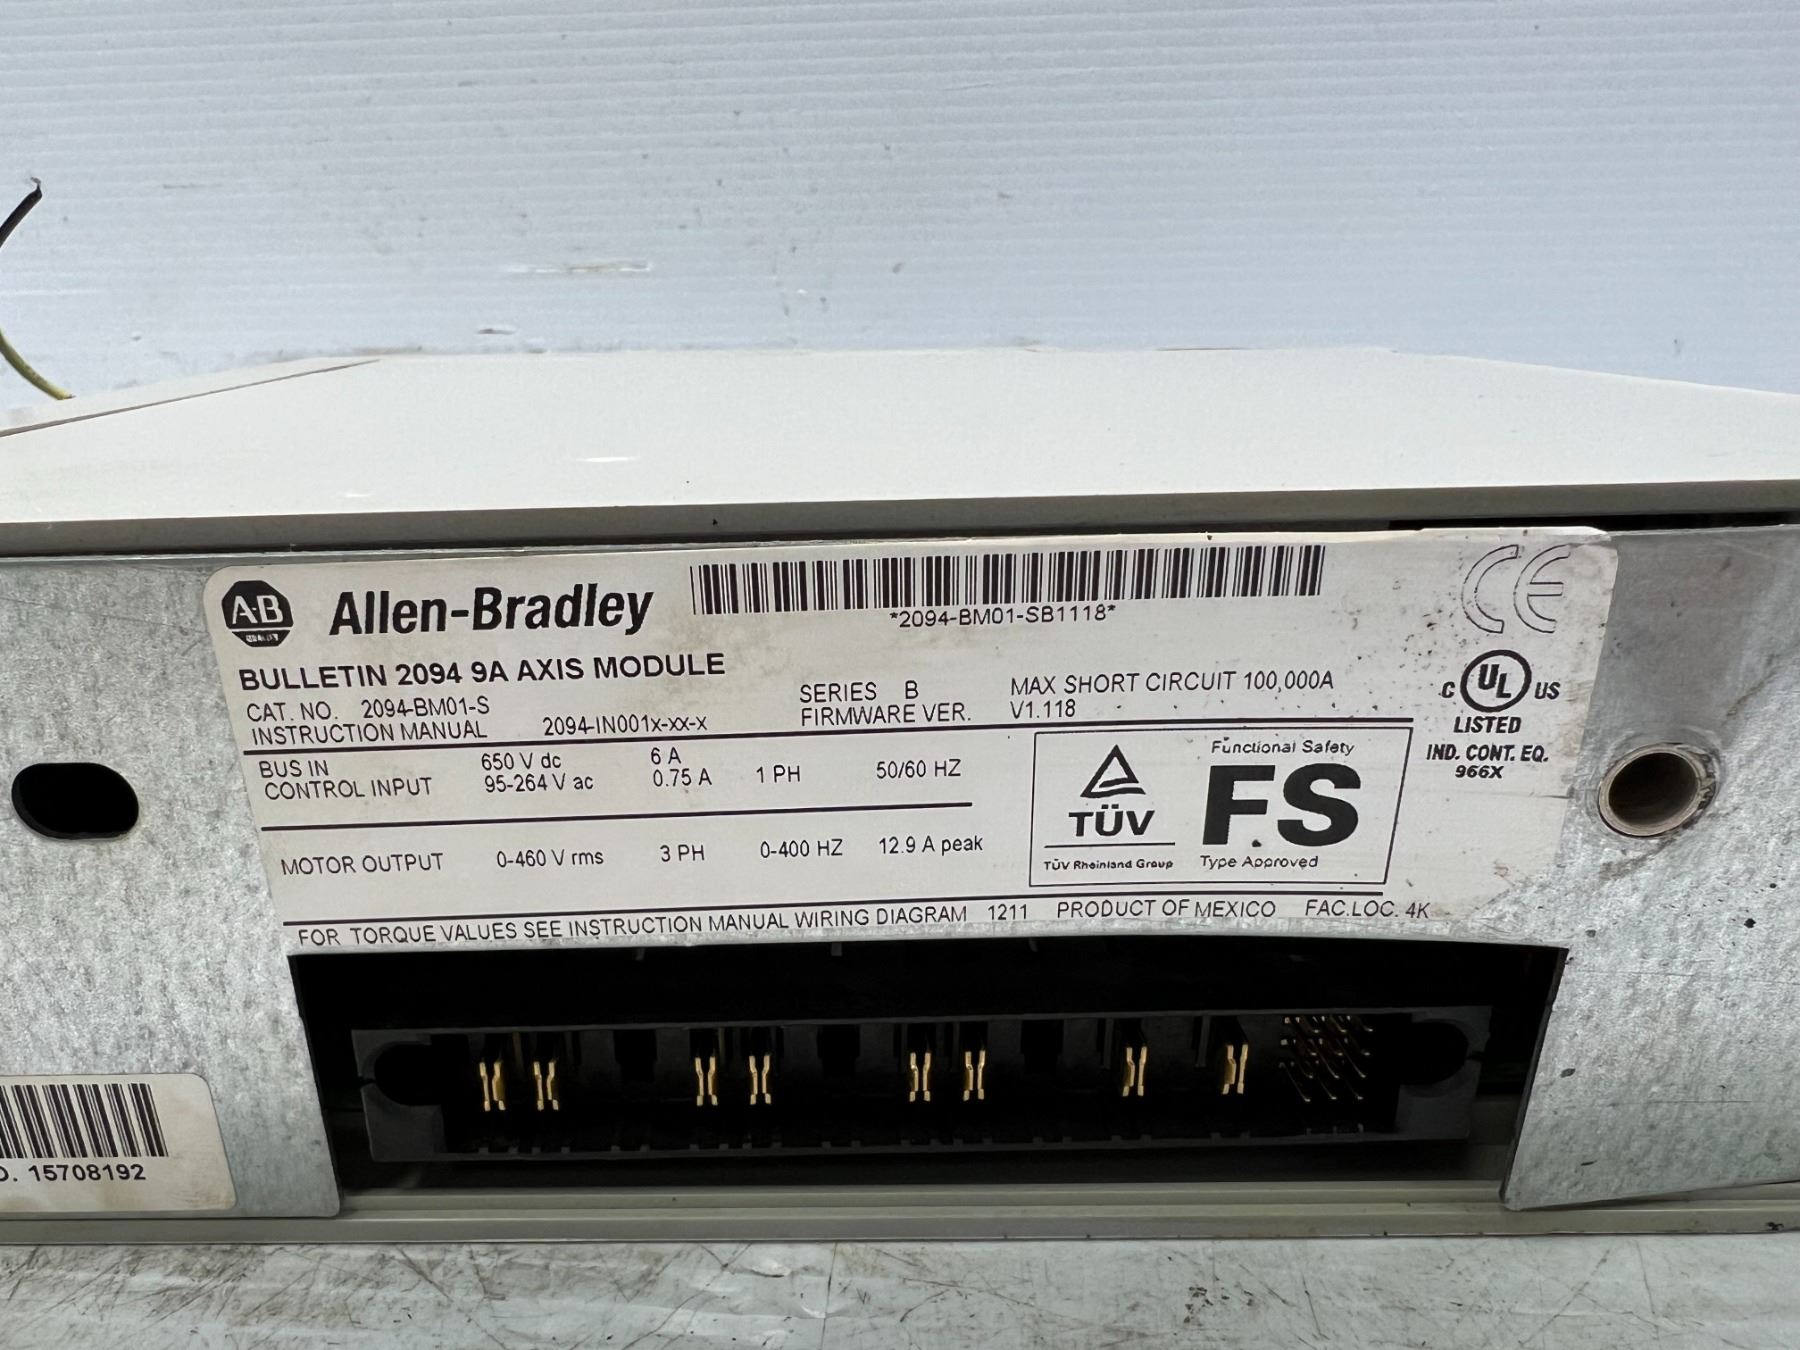 A-B
QUALITY
Allen-Bradley
*2094-BM01-SB1118*
CE
BULLETIN 2094 9A AXIS MODULE
CAT. NO. 2094-BM01-S
SERIES B
MAX SHORT CIRCUIT 100,000A
INSTRUCTION MANUAL 2094-IN001x-xx-x
FIRMWARE VER. V1.118
C UL US
LISTED
IND. CONT. EQ.
966X
BUS IN 650 V dc 6 A
CONTROL INPUT 95-264 V ac 0.75 A 1 PH 50/60 HZ
MOTOR OUTPUT 0-460 V rms 3 PH 0-400 HZ 12.9 A peak
TÜV
TÜV Rheinland Group
Functional Safety
FS
Type Approved
FOR TORQUE VALUES SEE INSTRUCTION MANUAL WIRING DIAGRAM 1211 PRODUCT OF MEXICO FAC.LOC. 4K
15708192